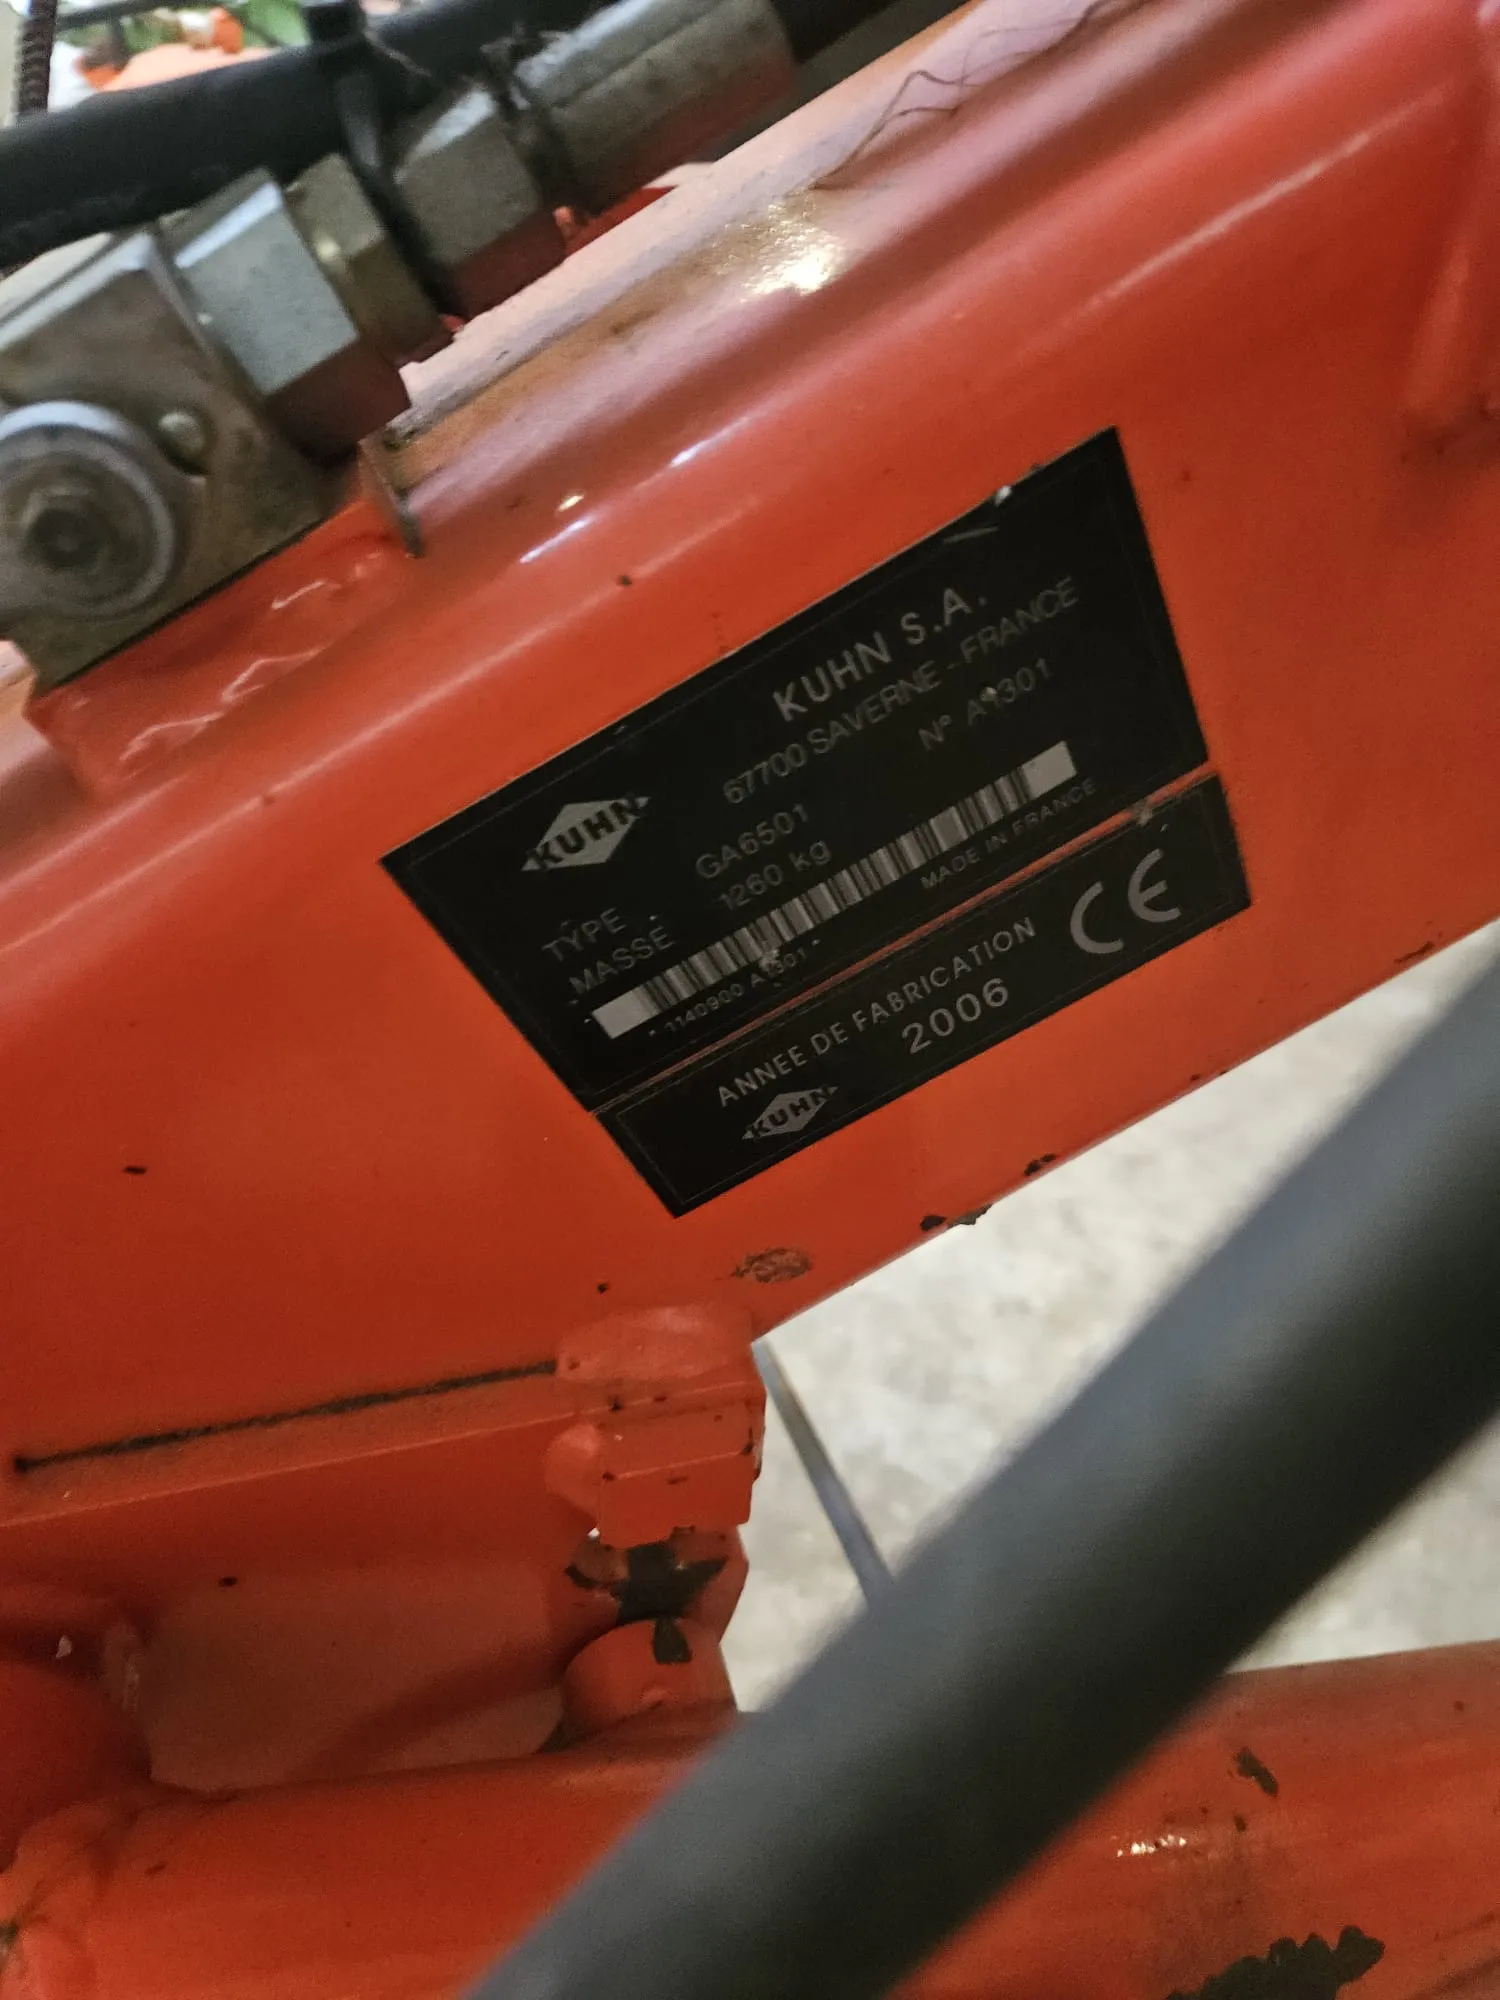 KUHN S.A.
67700 SAVERNE - FRANCE
KUHN
TYPE GA6501 N°
MASSE 1260 kg
1140900
MADE IN FRANCE
ANNEE DE FABRICATION
2006 CE
KUHN